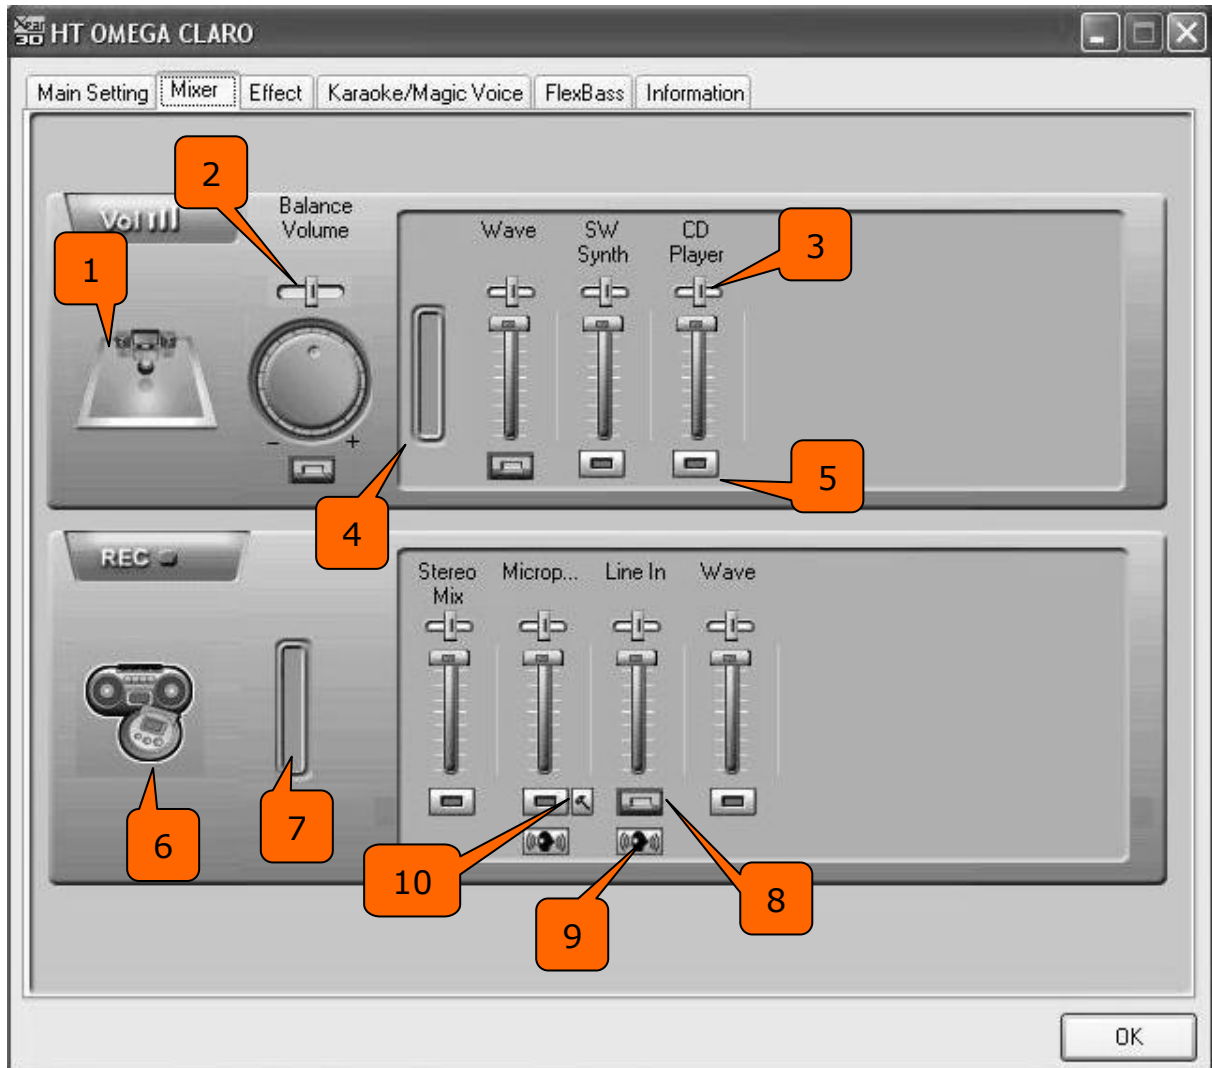 Xear
3D HT OMEGA CLARO
Main Setting Mixer Effect Karaoke/Magic Voice FlexBass Information
2
Vol
Balance
Volume
1
Wave
SW
Synth
CD
Player
3
- +
4
5
REC
Stereo
Mix
Microp...
Line In
Wave
6
7
10
9
8
OK